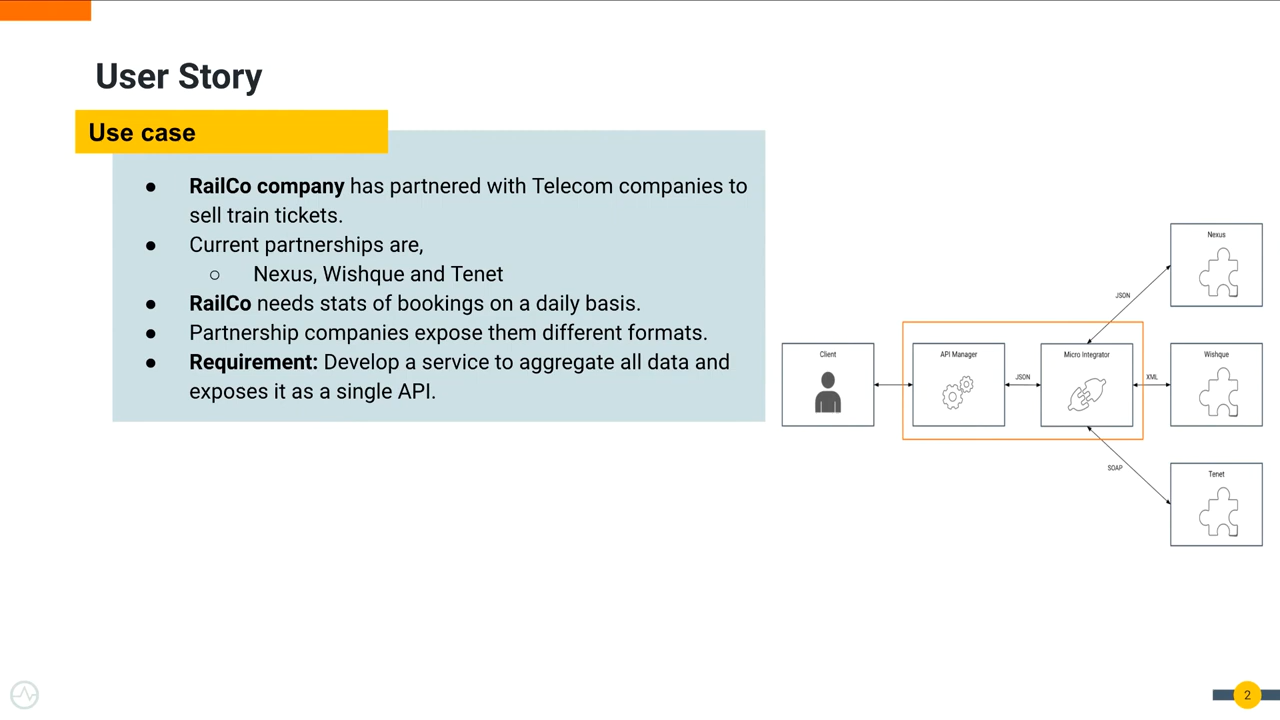 User Story
Use case
● RailCo company has partnered with Telecom companies to
sell train tickets.
● Current partnerships are,
○ Nexus, Wishque and Tenet
● RailCo needs stats of bookings on a daily basis.
● Partnership companies expose them different formats.
● Requirement: Develop a service to aggregate all data and
exposes it as a single API.
Nexus
JSON
Client
API Manager
JSON
Micro Integrator
XML
Wishque
SOAP
Tenet
2